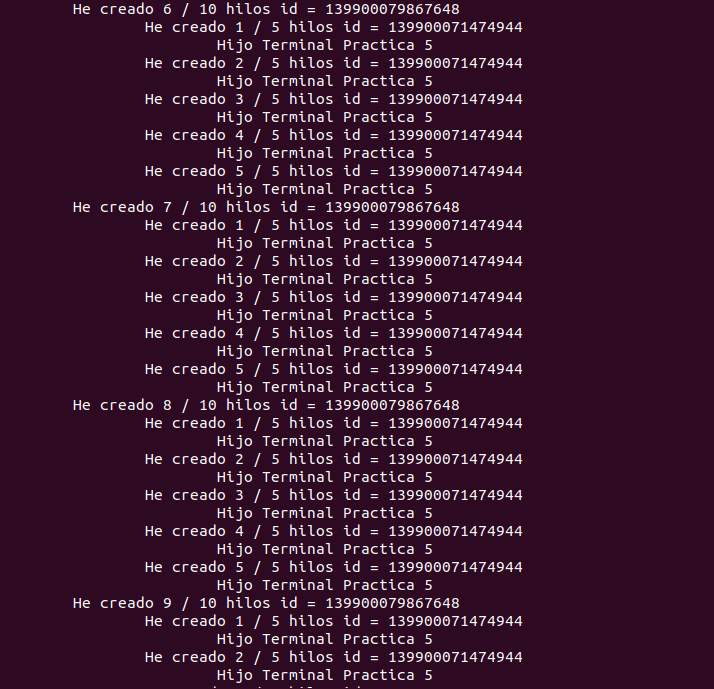 He creado 6 / 10 hilos id = 139900079867648
He creado 1 / 5 hilos id = 139900071474944
Hijo Terminal Practica 5
He creado 2 / 5 hilos id = 139900071474944
Hijo Terminal Practica 5
He creado 3 / 5 hilos id = 139900071474944
Hijo Terminal Practica 5
He creado 4 / 5 hilos id = 139900071474944
Hijo Terminal Practica 5
He creado 5 / 5 hilos id = 139900071474944
Hijo Terminal Practica 5
He creado 7 / 10 hilos id = 139900079867648
He creado 1 / 5 hilos id = 139900071474944
Hijo Terminal Practica 5
He creado 2 / 5 hilos id = 139900071474944
Hijo Terminal Practica 5
He creado 3 / 5 hilos id = 139900071474944
Hijo Terminal Practica 5
He creado 4 / 5 hilos id = 139900071474944
Hijo Terminal Practica 5
He creado 5 / 5 hilos id = 139900071474944
Hijo Terminal Practica 5
He creado 8 / 10 hilos id = 139900079867648
He creado 1 / 5 hilos id = 139900071474944
Hijo Terminal Practica 5
He creado 2 / 5 hilos id = 139900071474944
Hijo Terminal Practica 5
He creado 3 / 5 hilos id = 139900071474944
Hijo Terminal Practica 5
He creado 4 / 5 hilos id = 139900071474944
Hijo Terminal Practica 5
He creado 5 / 5 hilos id = 139900071474944
Hijo Terminal Practica 5
He creado 9 / 10 hilos id = 139900079867648
He creado 1 / 5 hilos id = 139900071474944
Hijo Terminal Practica 5
He creado 2 / 5 hilos id = 139900071474944
Hijo Terminal Practica 5